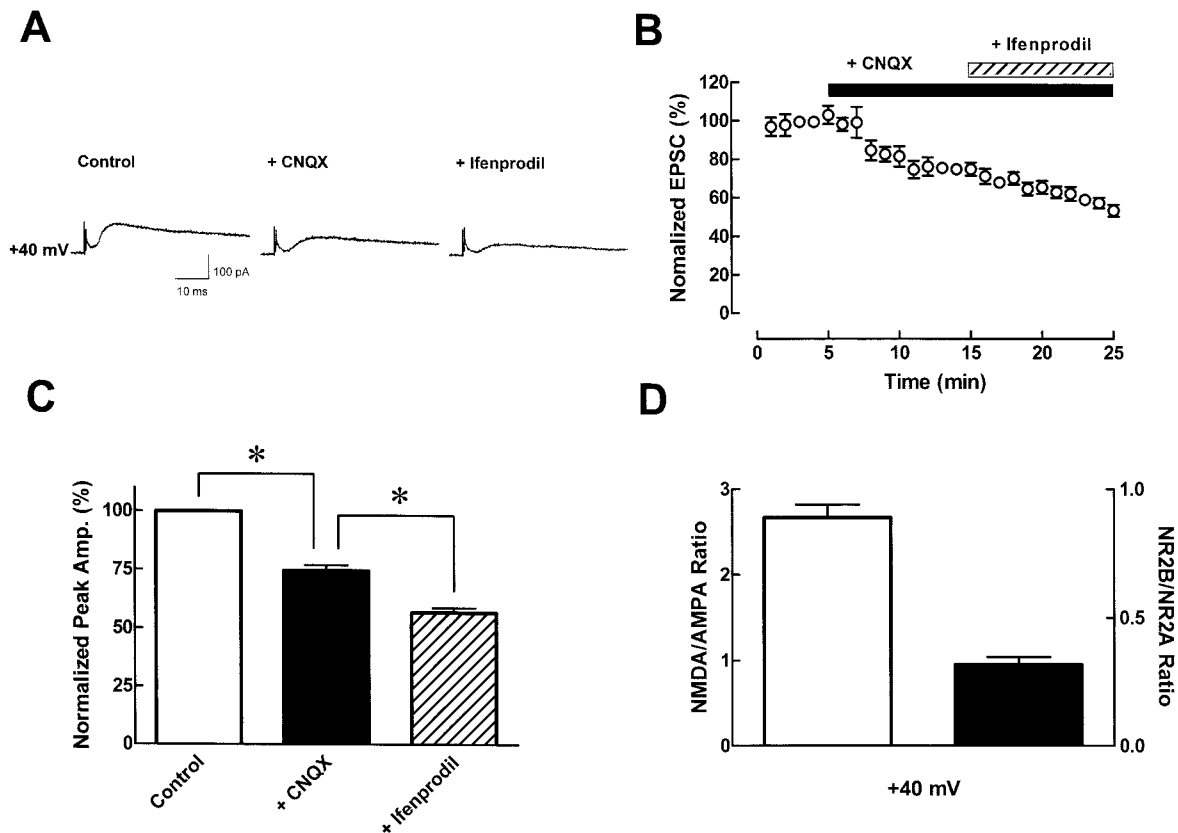 A
Control
+ CNQX
+ Ifenprodil
+40 mV
100 pA
10 ms
B
+ Ifenprodil
+ CNQX
Nomalized EPSC (%)
120
100
80
60
40
20
0
0 5 10 15 20 25
Time (min)
C
* *
Normalized Peak Amp. (%)
100
75
50
25
0
Control
+ CNQX
+ Ifenprodil
D
NMDA/AMPA Ratio
3
2
1
0
1.0
0.5
0.0
NR2B/NR2A Ratio
+40 mV